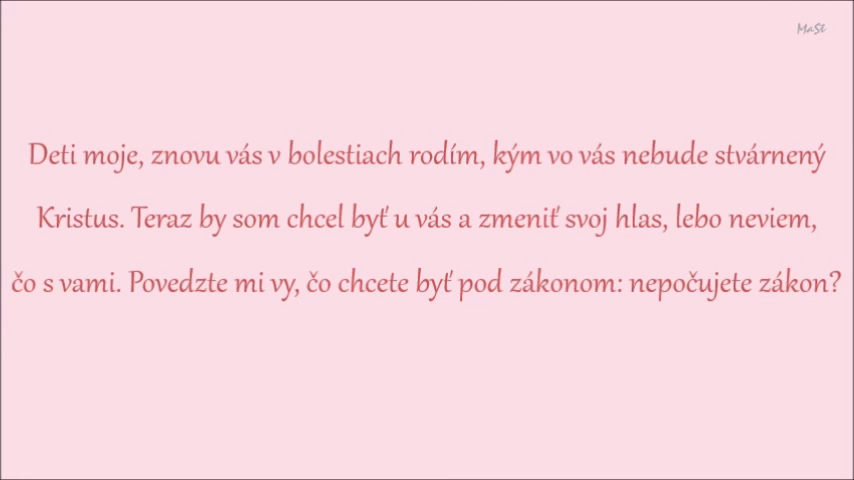 MaSt
Deti moje, znovu vás v bolestiach rodím, kým vo vás nebude stvárnený
Kristus. Teraz by som chcel byť u vás a zmeniť svoj hlas, lebo neviem,
čo s vami. Povedzte mi vy, čo chcete byť pod zákonom: nepočujete zákon?